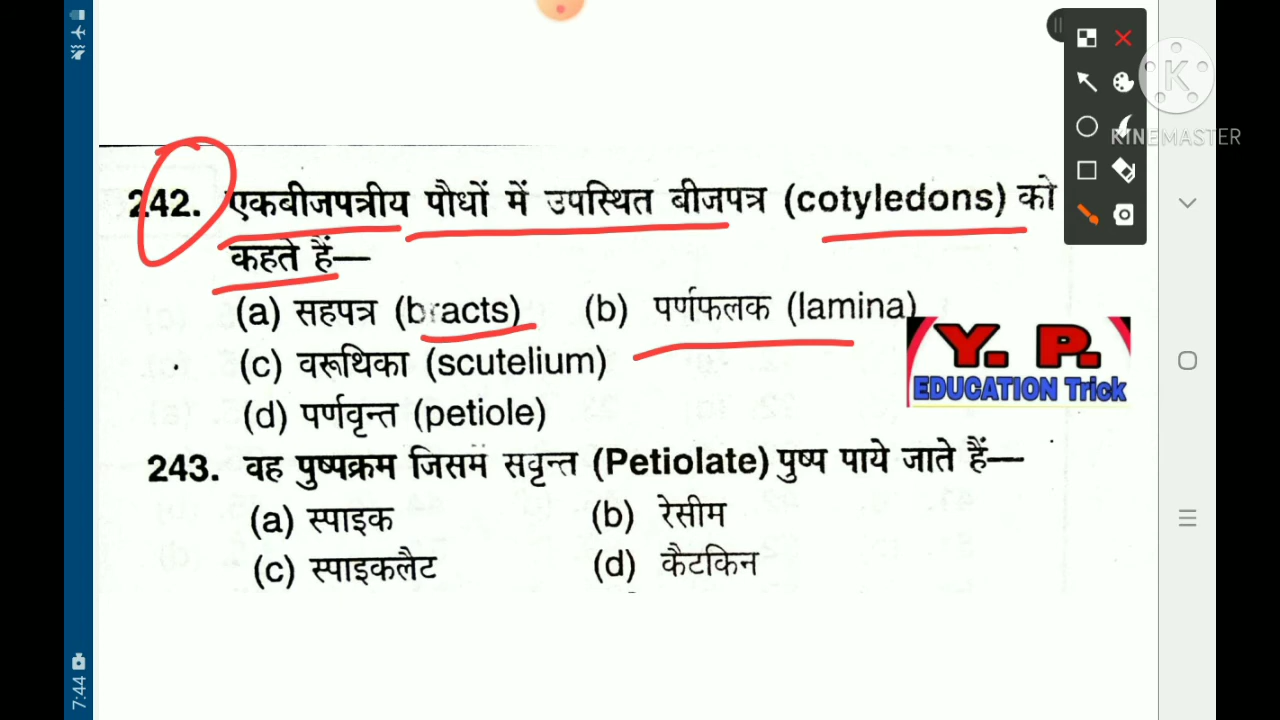 KINEMASTER
242. एकबीजपत्रीय पौधों में उपस्थित बीजपत्र (cotyledons) को
कहते हैं—
(a) सहपत्र (bracts) (b) पर्णफलक (lamina)
(c) वरूथिका (scutelium)
(d) पर्णवृन्त (petiole)
Y. P.
EDUCATION Trick
243. वह पुष्पक्रम जिसमें सवृन्त (Petiolate) पुष्प पाये जाते हैं—
(a) स्पाइक (b) रेसीम
(c) स्पाइकलैट (d) कैटकिन
7:44